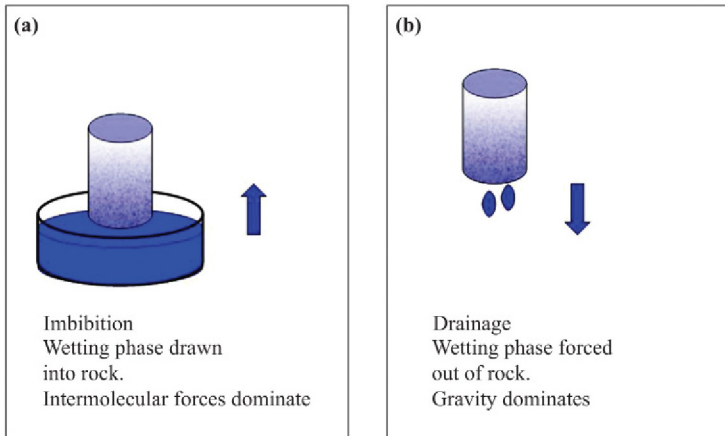 (a)
Imbibition
Wetting phase drawn
into rock.
Intermolecular forces dominate
(b)
Drainage
Wetting phase forced
out of rock.
Gravity dominates